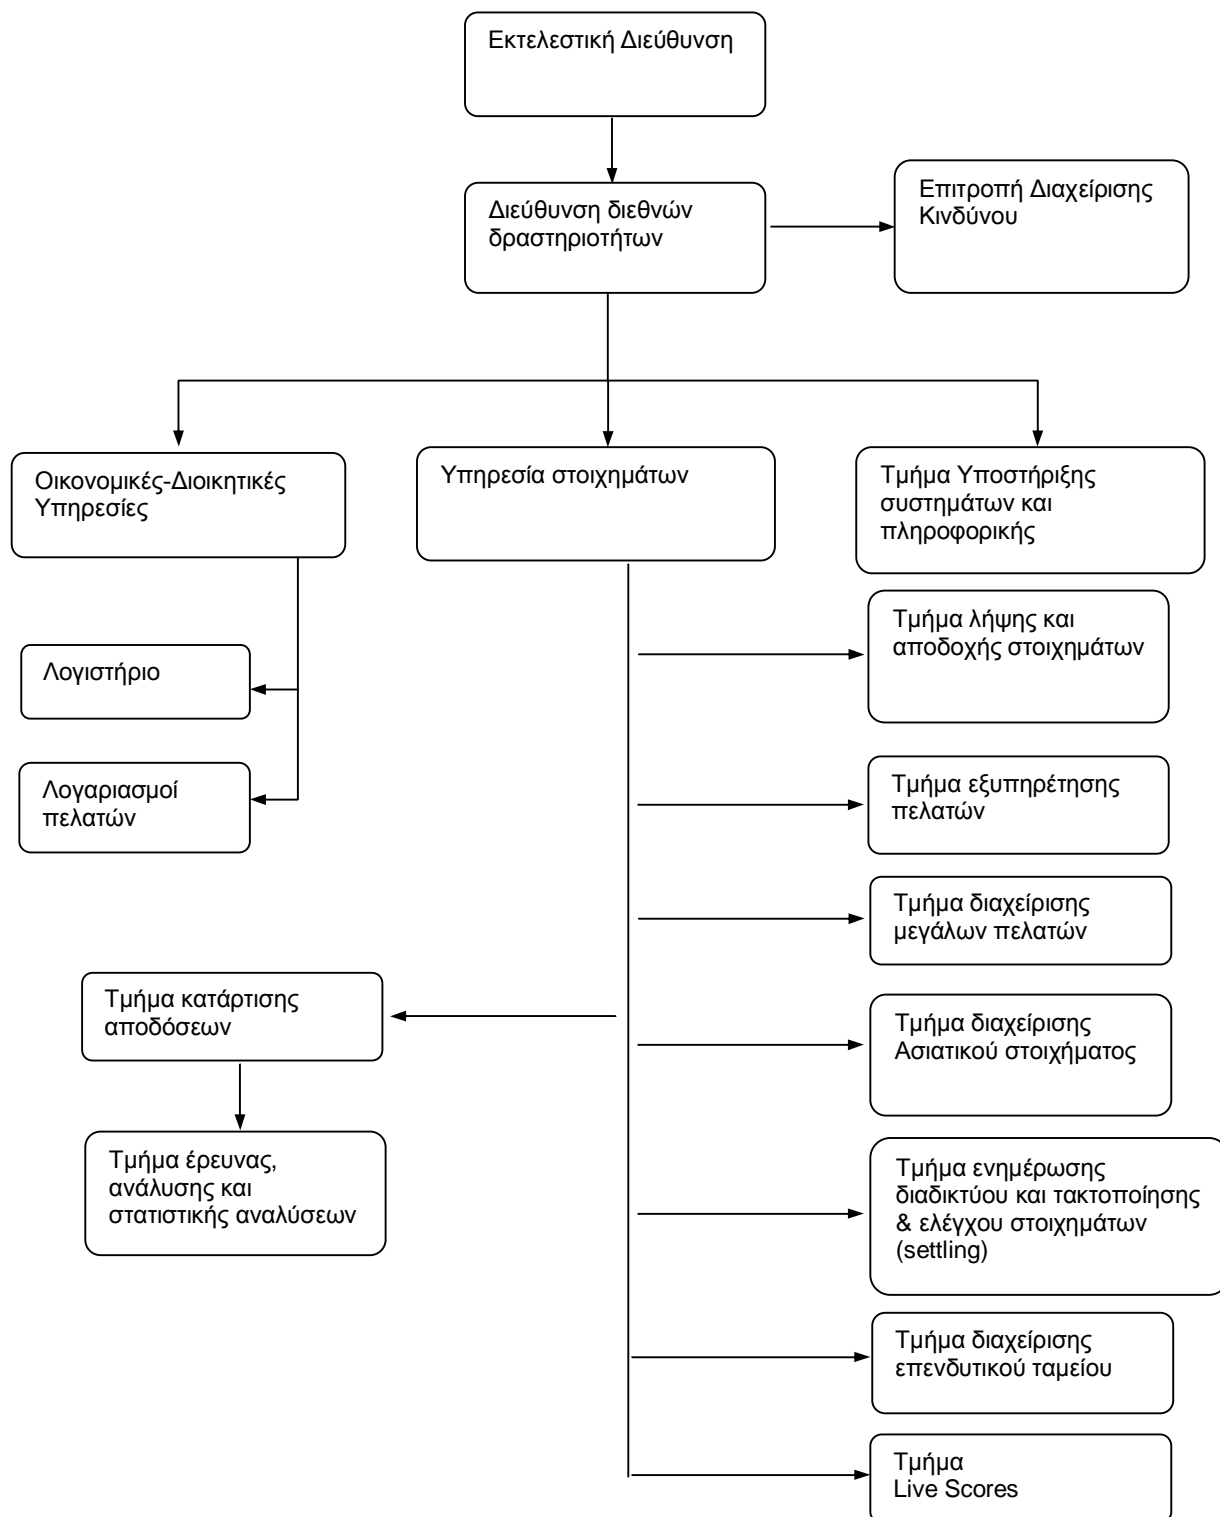 Εκτελεστική Διεύθυνση
Διεύθυνση διεθνών
δραστηριοτήτων
Επιτροπή Διαχείρισης
Κινδύνου
Οικονομικές-Διοικητικές
Υπηρεσίες
Υπηρεσία στοιχημάτων
Τμήμα Υποστήριξης
συστημάτων και
πληροφορικής
Τμήμα λήψης και
αποδοχής στοιχημάτων
Λογιστήριο
Λογαριασμοί
πελατών
Τμήμα εξυπηρέτησης
πελατών
Τμήμα διαχείρισης
μεγάλων πελατών
Τμήμα κατάρτισης
αποδόσεων
Τμήμα διαχείρισης
Ασιατικού στοιχήματος
Τμήμα έρευνας,
ανάλυσης και
στατιστικής αναλύσεων
Τμήμα ενημέρωσης
διαδικτύου και τακτοποίησης
& ελέγχου στοιχημάτων
(settling)
Τμήμα διαχείρισης
επενδυτικού ταμείου
Τμήμα
Live Scores